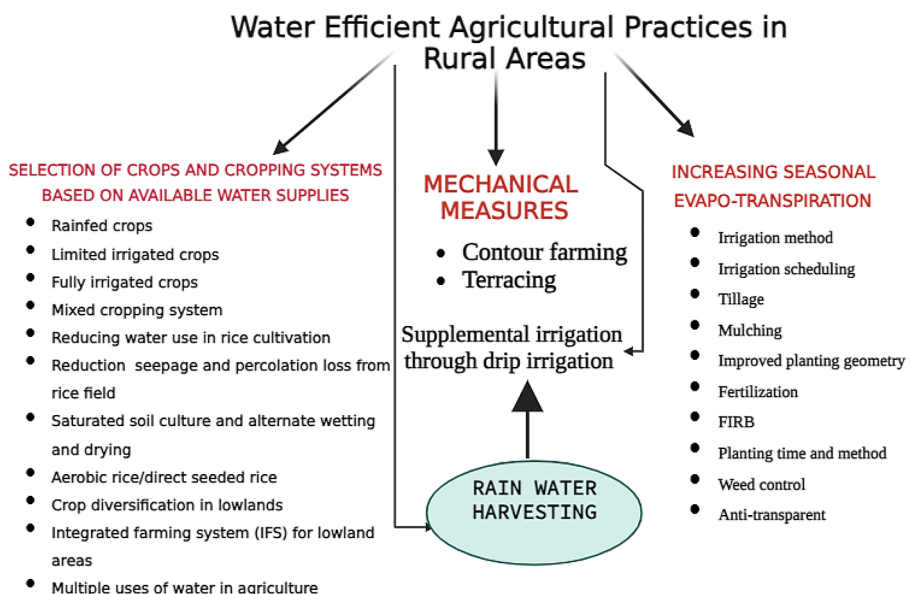 Water Efficient Agricultural Practices in
Rural Areas
SELECTION OF CROPS AND CROPPING SYSTEMS
BASED ON AVAILABLE WATER SUPPLIES
Rainfed crops
Limited irrigated crops
Fully irrigated crops
Mixed cropping system
Reducing water use in rice cultivation
Reduction seepage and percolation loss from
rice field
Saturated soil culture and alternate wetting
and drying
Aerobic rice/direct seeded rice
Crop diversification in lowlands
Integrated farming system (IFS) for lowland
areas
Multiple uses of water in agriculture
MECHANICAL
MEASURES
Contour farming
Terracing
Supplemental irrigation
through drip irrigation
RAIN WATER
HARVESTING
INCREASING SEASONAL
EVAPO-TRANSPIRATION
Irrigation method
Irrigation scheduling
Tillage
Mulching
Improved planting geometry
Fertilization
FIRB
Planting time and method
Weed control
Anti-transparent